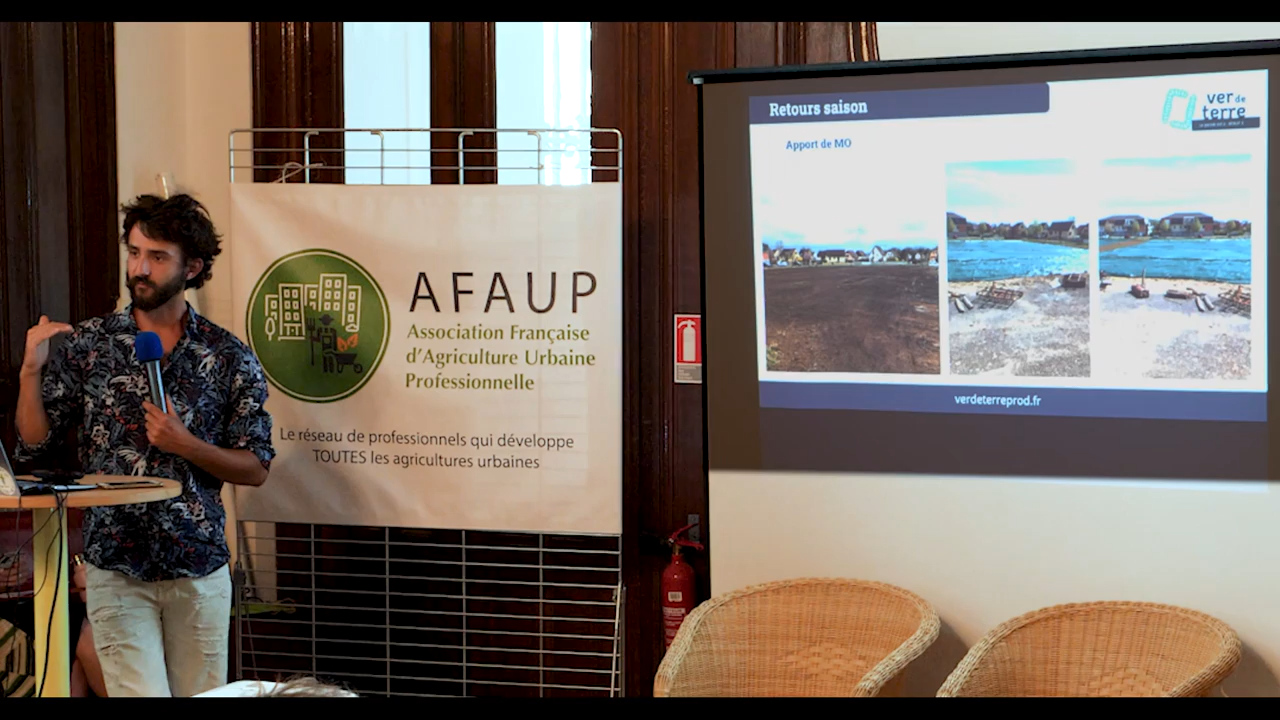 AFAUP
Association Française
d'Agriculture Urbaine
Professionnelle
Le réseau de professionnels qui développe
TOUTES les agricultures urbaines
Retours saison
ver de
terre
Apport de MO
verdeterreprod.fr